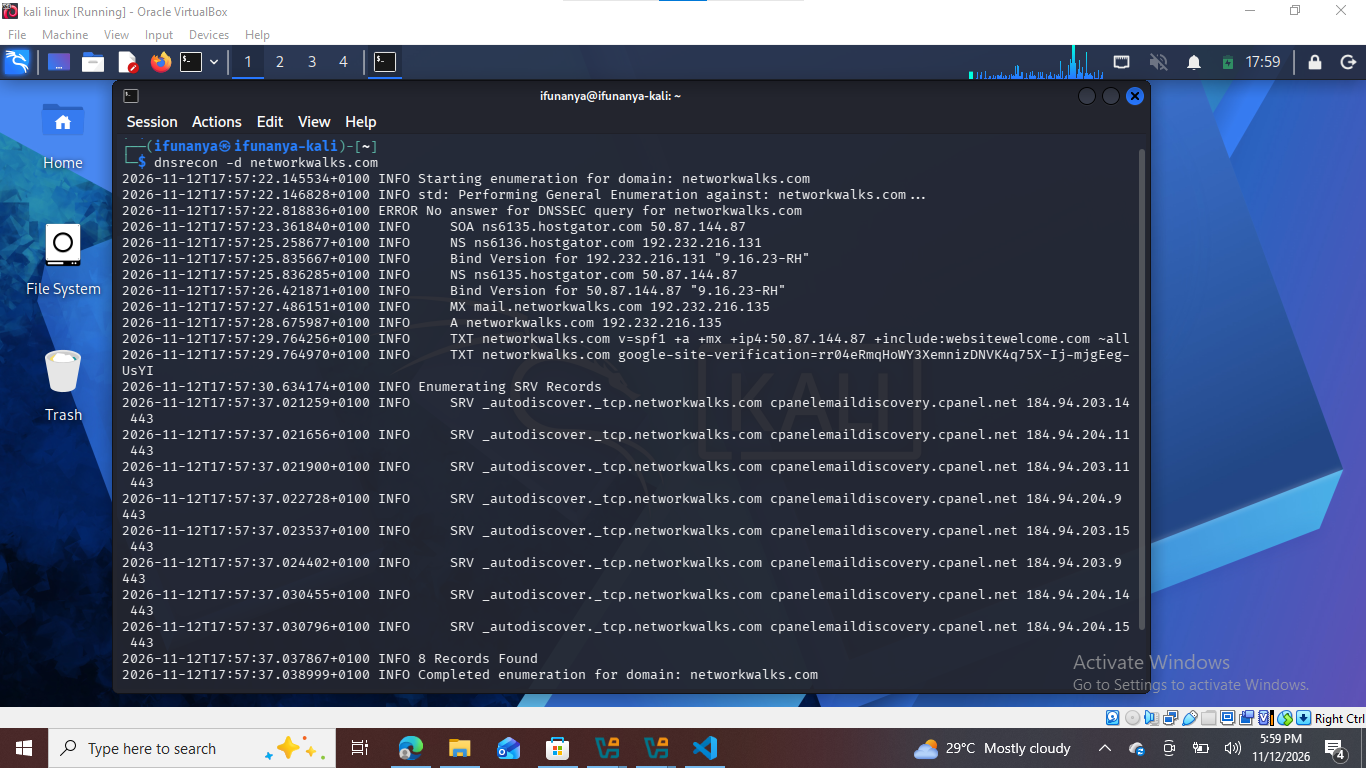 kali linux [Running] - Oracle VirtualBox
File Machine View Input Devices Help
1 2 3 4 17:59
ifunanya@ifunanya-kali: ~
Session Actions Edit View Help
Home
File System
Trash
┌──(ifunanya㉿ifunanya-kali)-[~]
└─$ dnsrecon -d networkwalks.com
2026-11-12T17:57:22.145534+0100 INFO Starting enumeration for domain: networkwalks.com
2026-11-12T17:57:22.146828+0100 INFO std: Performing General Enumeration against: networkwalks.com...
2026-11-12T17:57:22.818836+0100 ERROR No answer for DNSSEC query for networkwalks.com
2026-11-12T17:57:23.361840+0100 INFO SOA ns6135.hostgator.com 50.87.144.87
2026-11-12T17:57:25.258677+0100 INFO NS ns6136.hostgator.com 192.232.216.131
2026-11-12T17:57:25.835667+0100 INFO Bind Version for 192.232.216.131 "9.16.23-RH"
2026-11-12T17:57:25.836285+0100 INFO NS ns6135.hostgator.com 50.87.144.87
2026-11-12T17:57:26.421871+0100 INFO Bind Version for 50.87.144.87 "9.16.23-RH"
2026-11-12T17:57:27.486151+0100 INFO MX mail.networkwalks.com 192.232.216.135
2026-11-12T17:57:28.675987+0100 INFO A networkwalks.com 192.232.216.135
2026-11-12T17:57:29.764256+0100 INFO TXT networkwalks.com v=spf1 +a +mx +ip4:50.87.144.87 +include:websitewelcome.com ~all
2026-11-12T17:57:29.764970+0100 INFO TXT networkwalks.com google-site-verification=rr04eRmqHoWY3XemnizDNVK4q75X-Ij-mjgEeg-
UsYI
2026-11-12T17:57:30.634174+0100 INFO Enumerating SRV Records
2026-11-12T17:57:37.021259+0100 INFO SRV _autodiscover._tcp.networkwalks.com cpanelemaildiscovery.cpanel.net 184.94.203.14
443
2026-11-12T17:57:37.021656+0100 INFO SRV _autodiscover._tcp.networkwalks.com cpanelemaildiscovery.cpanel.net 184.94.204.11
443
2026-11-12T17:57:37.021900+0100 INFO SRV _autodiscover._tcp.networkwalks.com cpanelemaildiscovery.cpanel.net 184.94.203.11
443
2026-11-12T17:57:37.022728+0100 INFO SRV _autodiscover._tcp.networkwalks.com cpanelemaildiscovery.cpanel.net 184.94.204.9
443
2026-11-12T17:57:37.023537+0100 INFO SRV _autodiscover._tcp.networkwalks.com cpanelemaildiscovery.cpanel.net 184.94.203.15
443
2026-11-12T17:57:37.024402+0100 INFO SRV _autodiscover._tcp.networkwalks.com cpanelemaildiscovery.cpanel.net 184.94.203.9
443
2026-11-12T17:57:37.030455+0100 INFO SRV _autodiscover._tcp.networkwalks.com cpanelemaildiscovery.cpanel.net 184.94.204.14
443
2026-11-12T17:57:37.030796+0100 INFO SRV _autodiscover._tcp.networkwalks.com cpanelemaildiscovery.cpanel.net 184.94.204.15
443
2026-11-12T17:57:37.037867+0100 INFO 8 Records Found
2026-11-12T17:57:37.038999+0100 INFO Completed enumeration for domain: networkwalks.com
KALI
Activate Windows
Go to Settings to activate Windows.
Right Ctrl
Type here to search
29°C Mostly cloudy
5:59 PM
11/12/2026
4